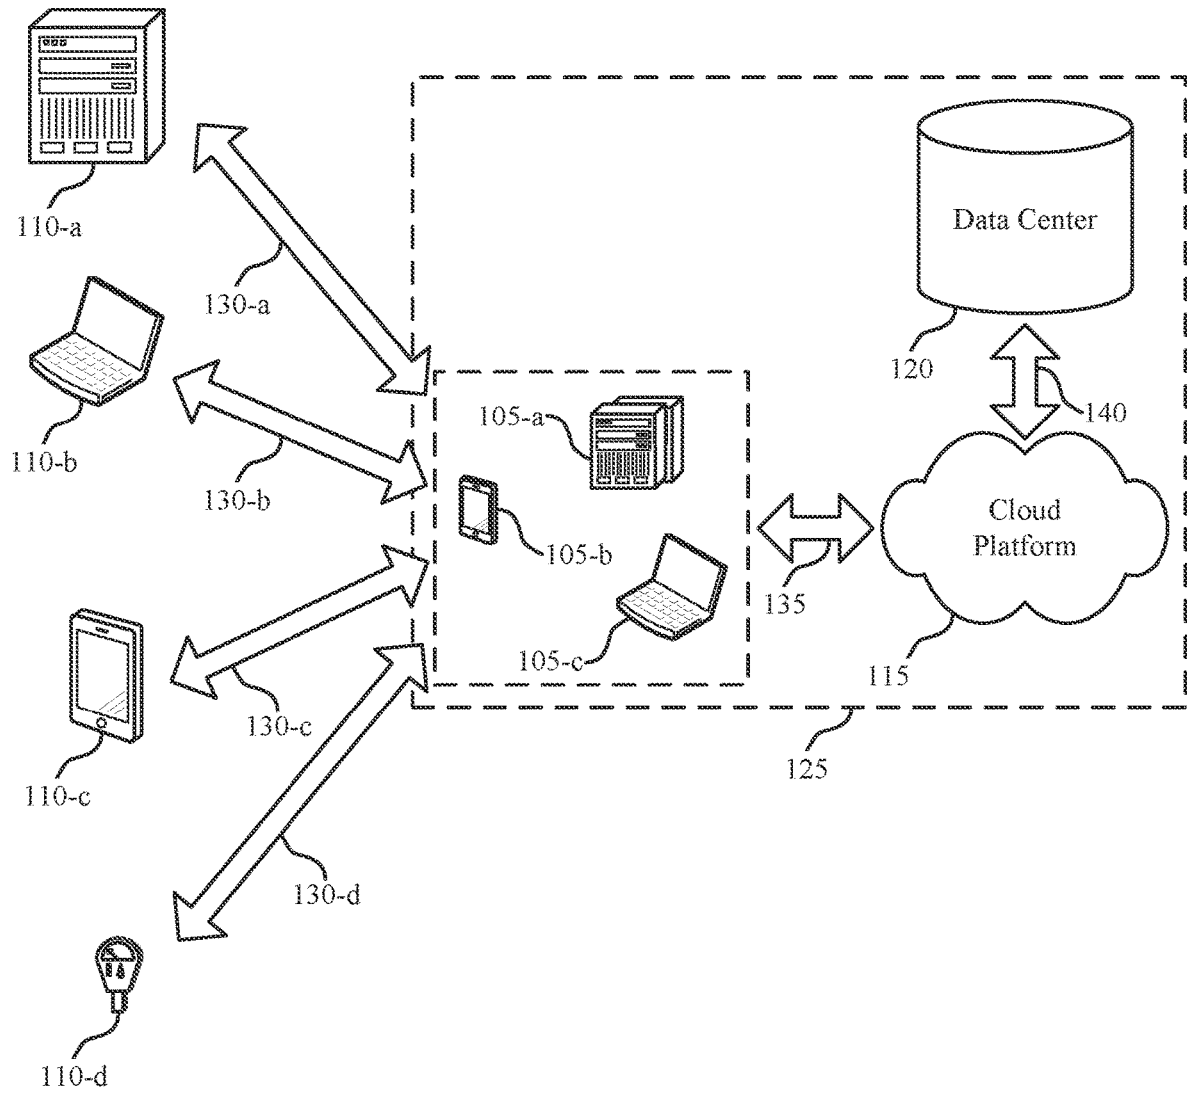 110-a
130-a
110-b
130-b
110-c
130-c
110-d
130-d
105-a
105-b
105-c
135
Data Center
120
140
Cloud
Platform
115
125